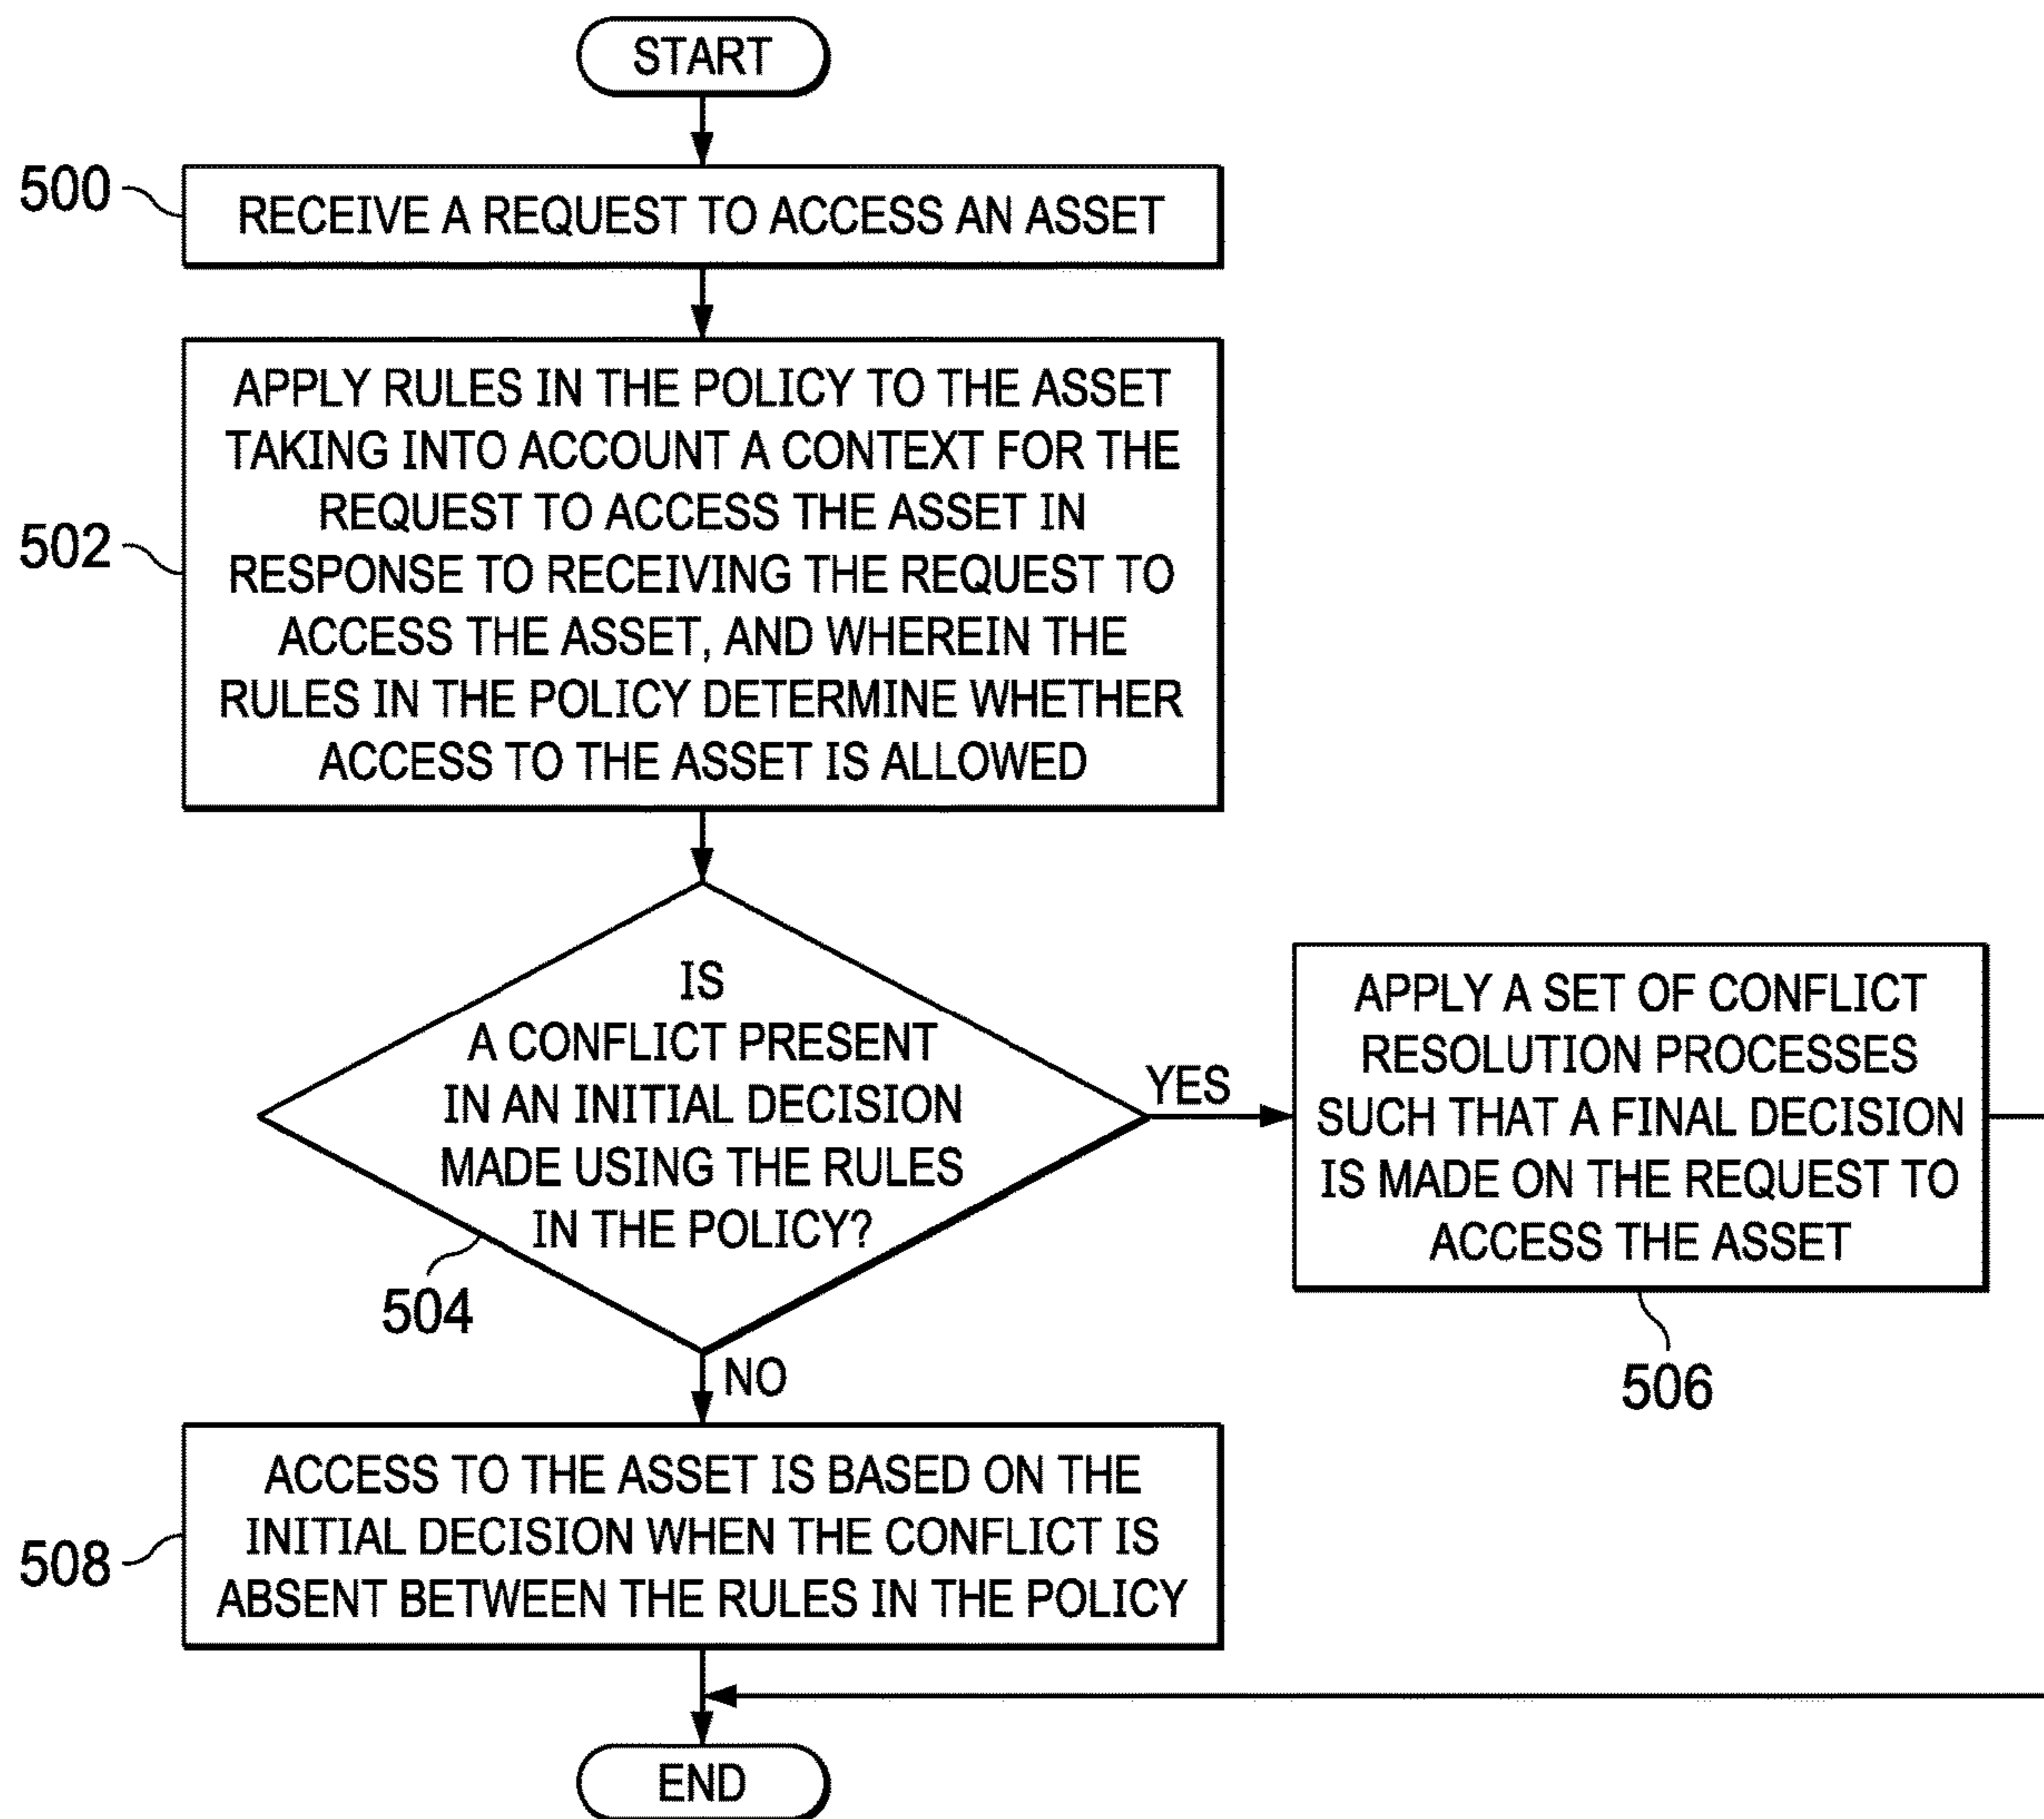 START
500
RECEIVE A REQUEST TO ACCESS AN ASSET
502
APPLY RULES IN THE POLICY TO THE ASSET
TAKING INTO ACCOUNT A CONTEXT FOR THE
REQUEST TO ACCESS THE ASSET IN
RESPONSE TO RECEIVING THE REQUEST TO
ACCESS THE ASSET, AND WHEREIN THE
RULES IN THE POLICY DETERMINE WHETHER
ACCESS TO THE ASSET IS ALLOWED
IS
A CONFLICT PRESENT
IN AN INITIAL DECISION
MADE USING THE RULES
IN THE POLICY?
504
YES
APPLY A SET OF CONFLICT
RESOLUTION PROCESSES
SUCH THAT A FINAL DECISION
IS MADE ON THE REQUEST TO
ACCESS THE ASSET
506
NO
508
ACCESS TO THE ASSET IS BASED ON THE
INITIAL DECISION WHEN THE CONFLICT IS
ABSENT BETWEEN THE RULES IN THE POLICY
END